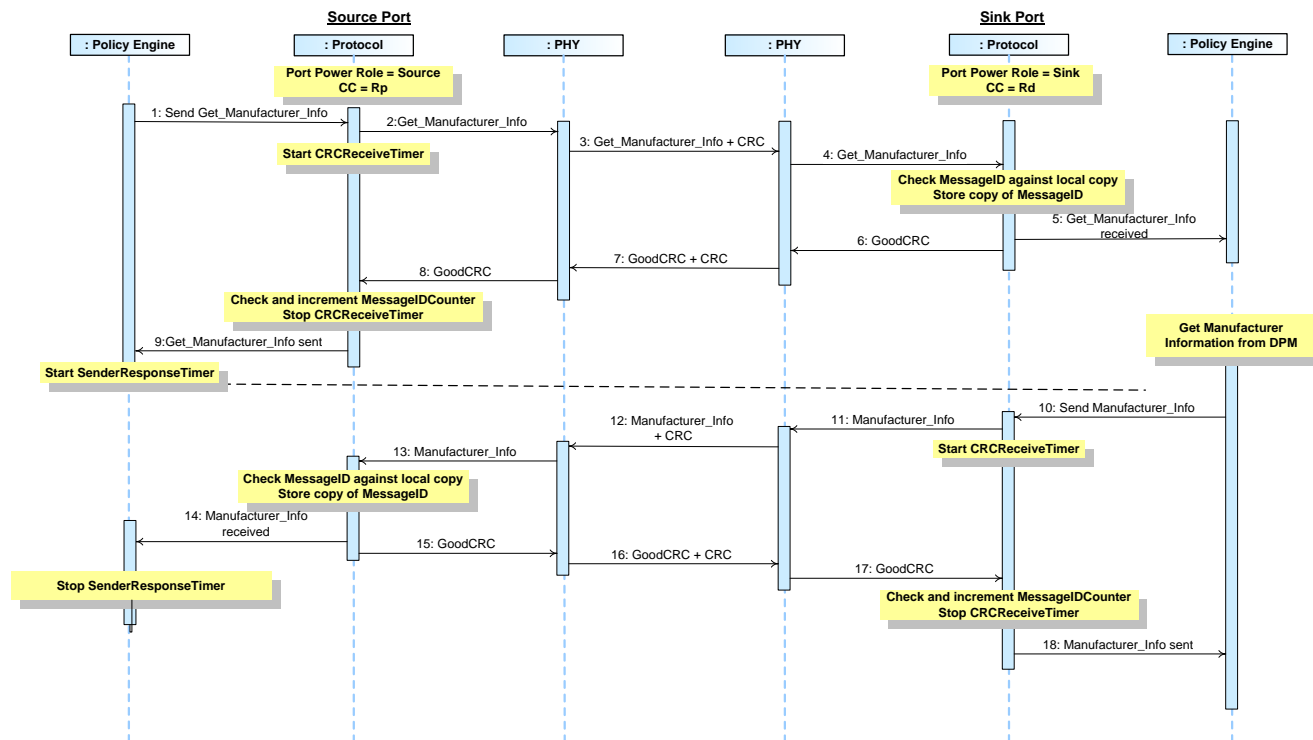 Source Port
Sink Port
: Policy Engine
: Protocol
: PHY
: PHY
: Protocol
: Policy Engine
Port Power Role = Source
CC = Rp
Port Power Role = Sink
CC = Rd
1: Send Get_Manufacturer_Info
2:Get_Manufacturer_Info
Start CRCReceiveTimer
3: Get_Manufacturer_Info + CRC
4: Get_Manufacturer_Info
Check MessageID against local copy
Store copy of MessageID
5: Get_Manufacturer_Info
received
6: GoodCRC
7: GoodCRC + CRC
8: GoodCRC
Check and increment MessageIDCounter
Stop CRCReceiveTimer
9:Get_Manufacturer_Info sent
Start SenderResponseTimer
Get Manufacturer
Information from DPM
10: Send Manufacturer_Info
11: Manufacturer_Info
Start CRCReceiveTimer
12: Manufacturer_Info
+ CRC
13: Manufacturer_Info
Check MessageID against local copy
Store copy of MessageID
14: Manufacturer_Info
received
15: GoodCRC
16: GoodCRC + CRC
17: GoodCRC
Stop SenderResponseTimer
Check and increment MessageIDCounter
Stop CRCReceiveTimer
18: Manufacturer_Info sent